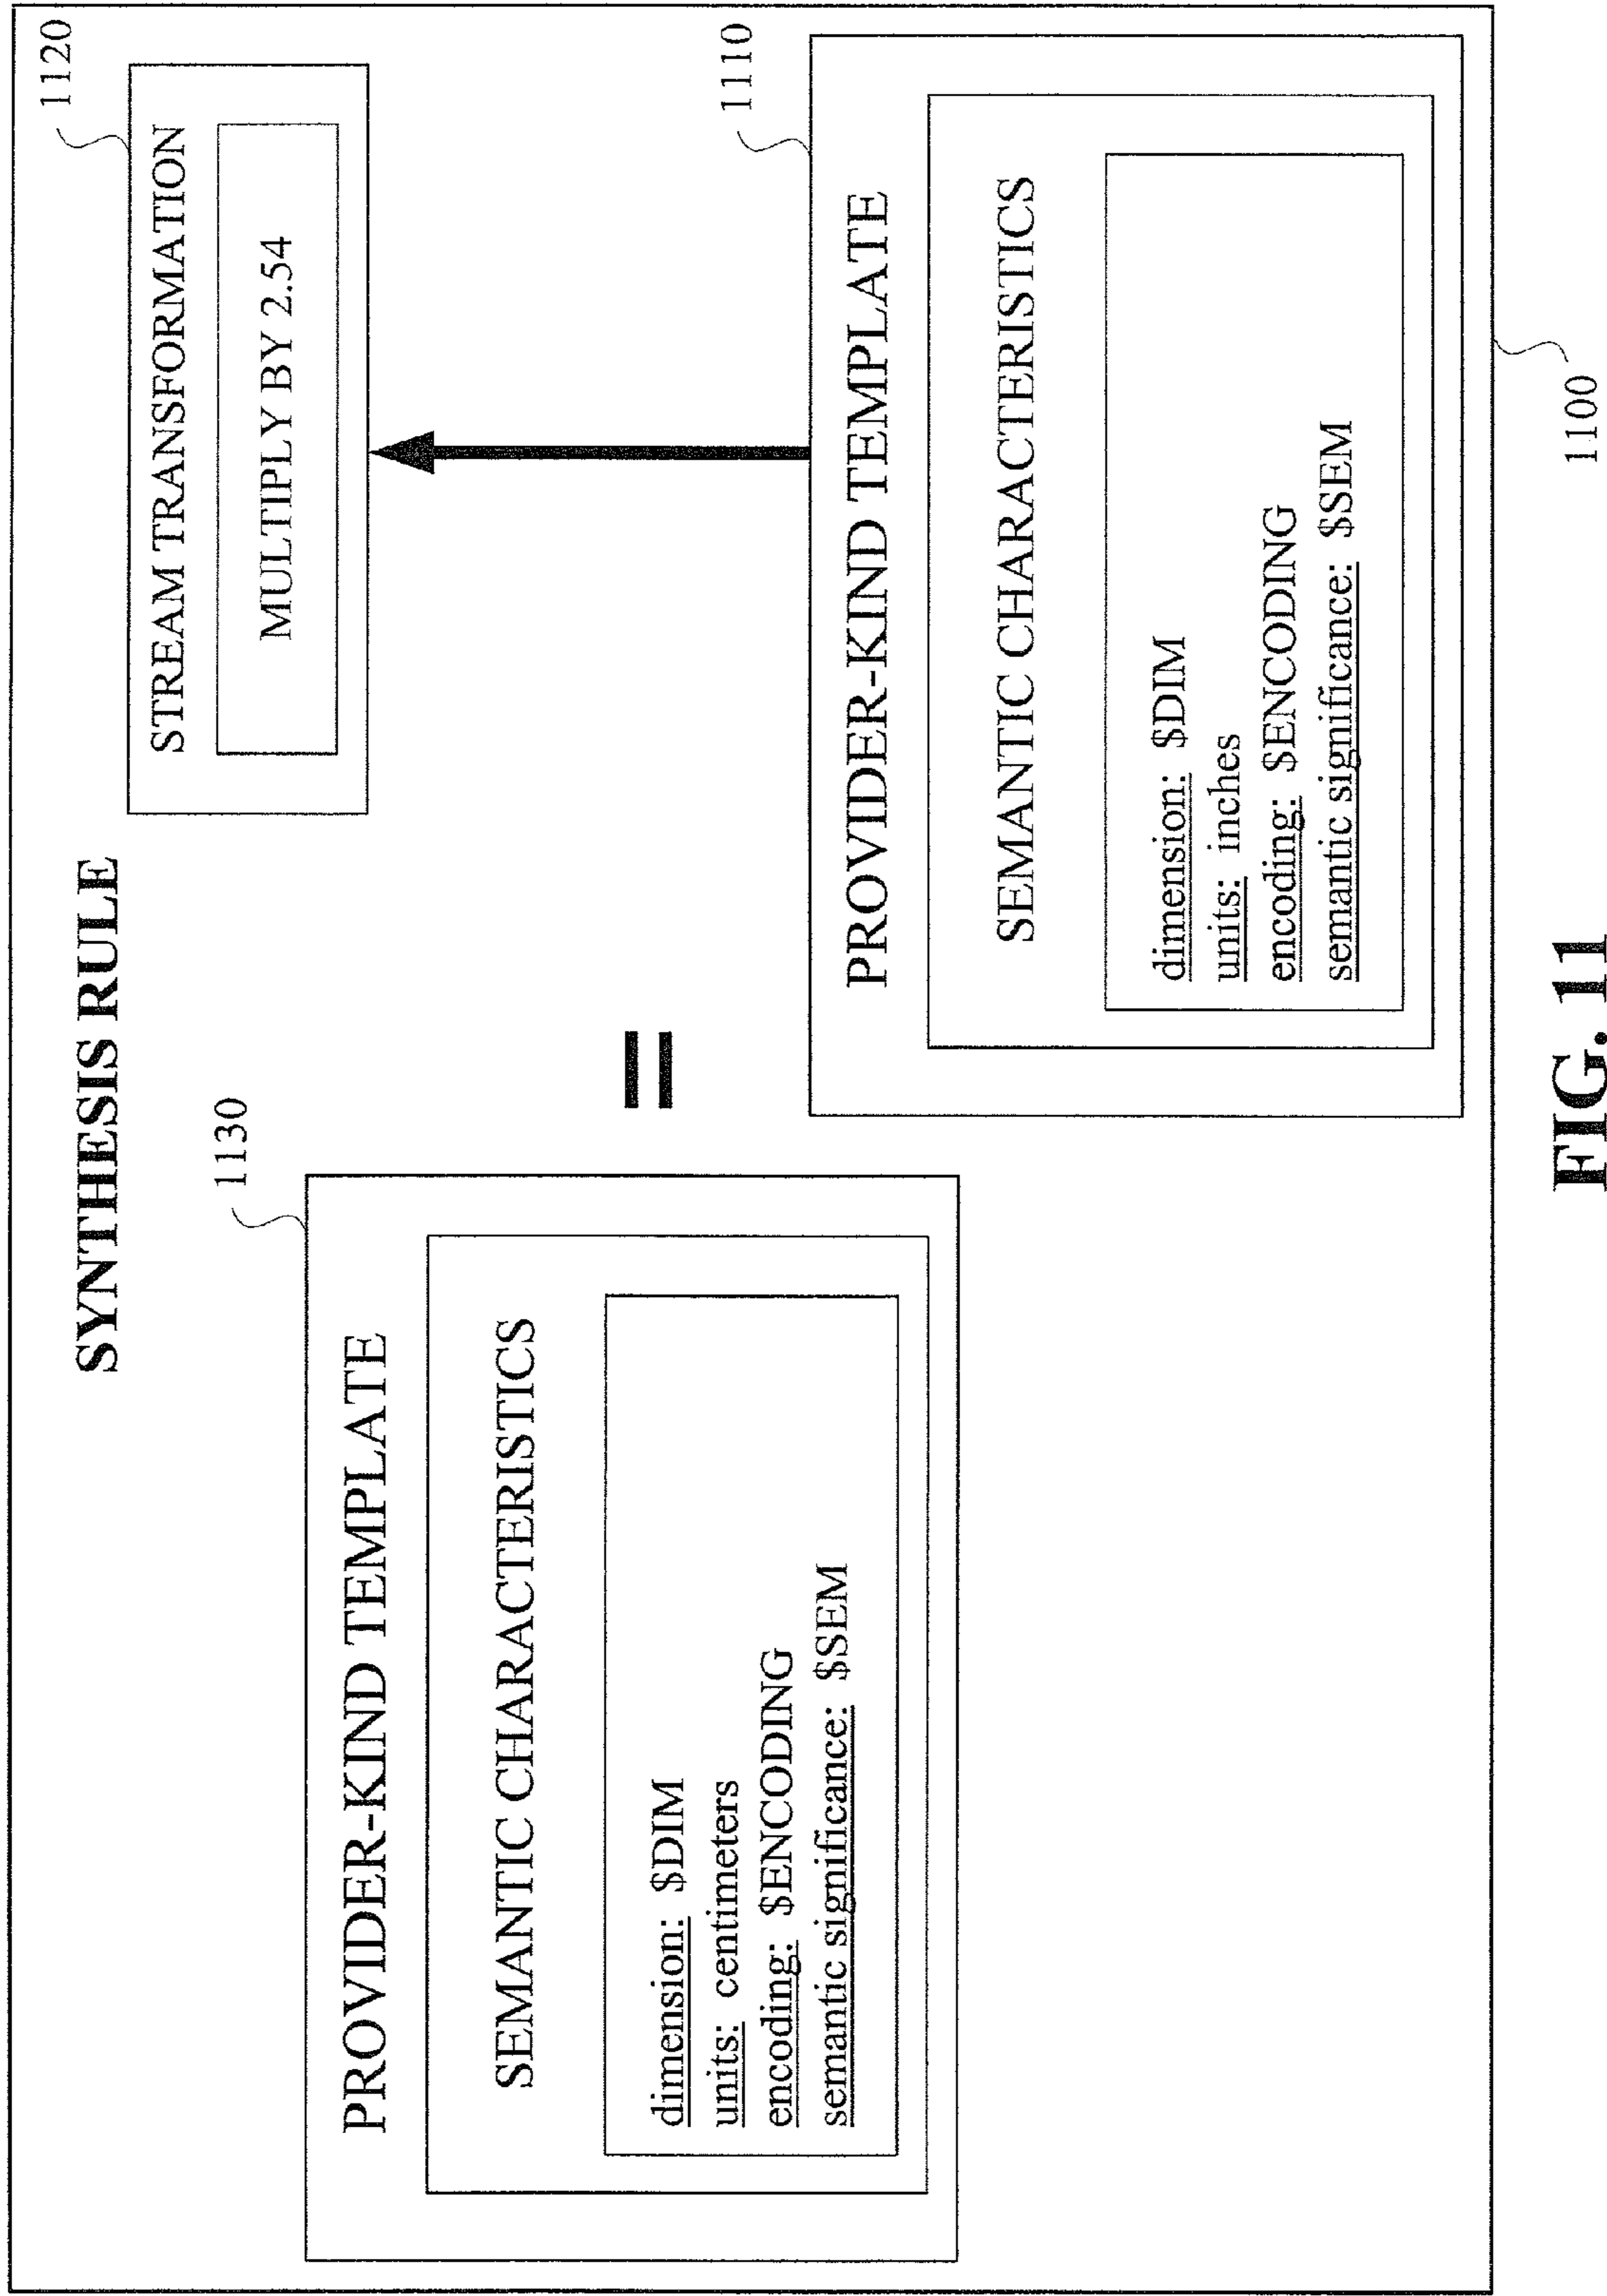 SYNTHESIS RULE
1130
PROVIDER-KIND TEMPLATE
SEMANTIC CHARACTERISTICS
dimension: $DIM
units: centimeters
encoding: $ENCODING
semantic significance: $SEM
=
1120
STREAM TRANSFORMATION
MULTIPLY BY 2.54
1110
PROVIDER-KIND TEMPLATE
SEMANTIC CHARACTERISTICS
dimension: $DIM
units: inches
encoding: $ENCODING
semantic significance: $SEM
1100
FIG. 11